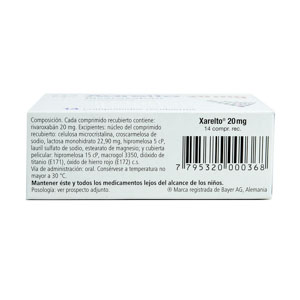 Composición. Cada comprimido recubierto contiene:
rivaroxabán 20 mg. Excipientes: núcleo del comprimido
recubierto: celulosa microcristalina, croscarmelosa de
sodio, lactosa monohidrato 22,90 mg, hipromelosa 5 cP,
lauril sulfato de sodio, estearato de magnesio; y cubierta
pelicular: hipromelosa 15 cP, macrogol 3350, dióxido de
titanio (E171), óxido de hierro rojo (E172) c.s.
Vía de administración: oral. Consérvese a temperatura no
mayor a 30 °C.
Mantener éste y todos los medicamentos lejos del alcance de los niños.
Posología: ver prospecto adjunto.
Xarelto® 20mg
14 compr. rec.
7 795320 000368
® Marca registrada de Bayer AG, Alemania